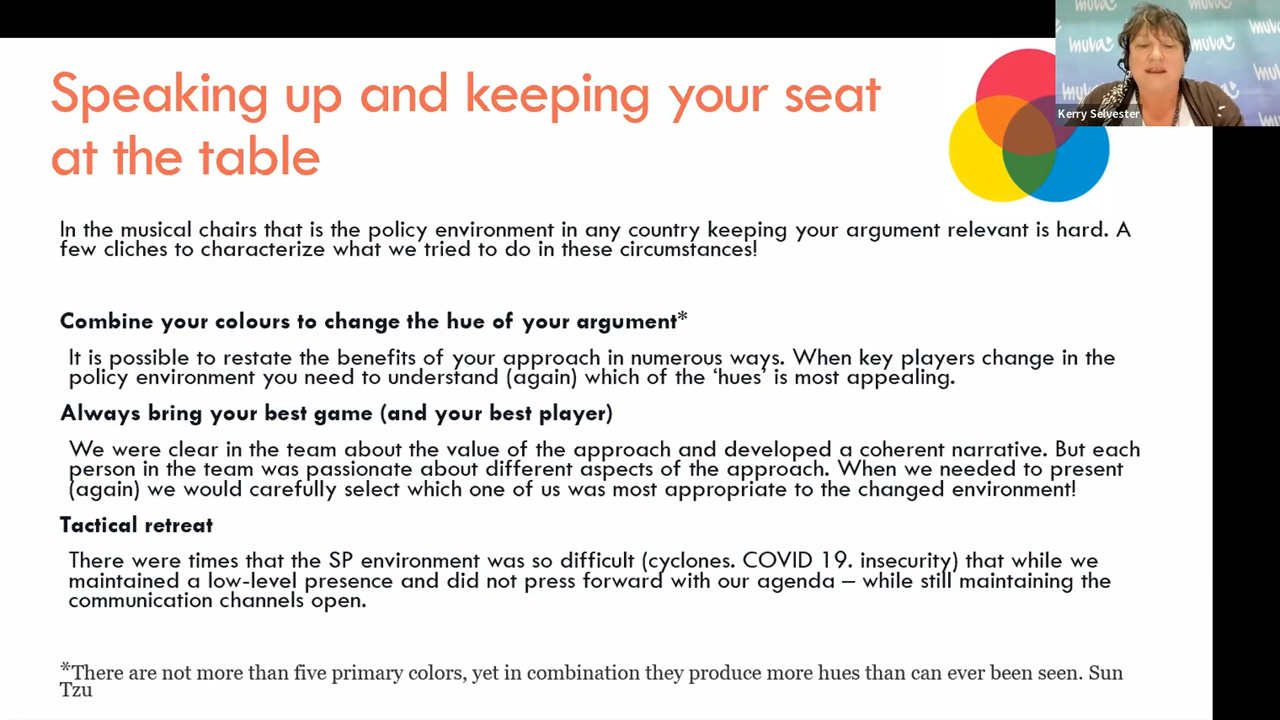 muva
muva
muva
muva
muva
Kerry Selvester
Speaking up and keeping your seat
at the table
In the musical chairs that is the policy environment in any country keeping your argument relevant is hard. A
few cliches to characterize what we tried to do in these circumstances!
Combine your colours to change the hue of your argument*
It is possible to restate the benefits of your approach in numerous ways. When key players change in the
policy environment you need to understand (again) which of the ‘hues’ is most appealing.
Always bring your best game (and your best player)
We were clear in the team about the value of the approach and developed a coherent narrative. But each
person in the team was passionate about different aspects of the approach. When we needed to present
(again) we would carefully select which one of us was most appropriate to the changed environment!
Tactical retreat
There were times that the SP environment was so difficult (cyclones. COVID 19. insecurity) that while we
maintained a low-level presence and did not press forward with our agenda – while still maintaining the
communication channels open.
*There are not more than five primary colors, yet in combination they produce more hues than can ever been seen. Sun
Tzu